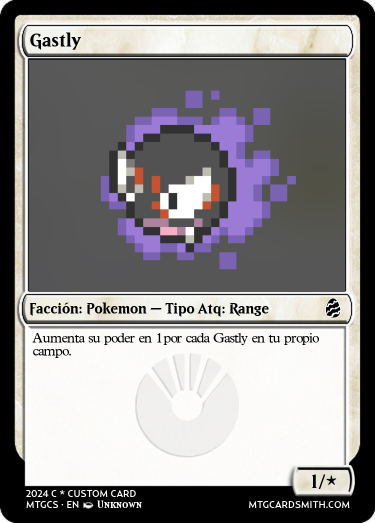 Gastly
Facción: Pokemon — Tipo Atq: Range
Aumenta su poder en 1por cada Gastly en tu propio
campo.
1/★
2024 C * CUSTOM CARD
MTGCS · EN UNKNOWN
MTGCARDSMITH.COM